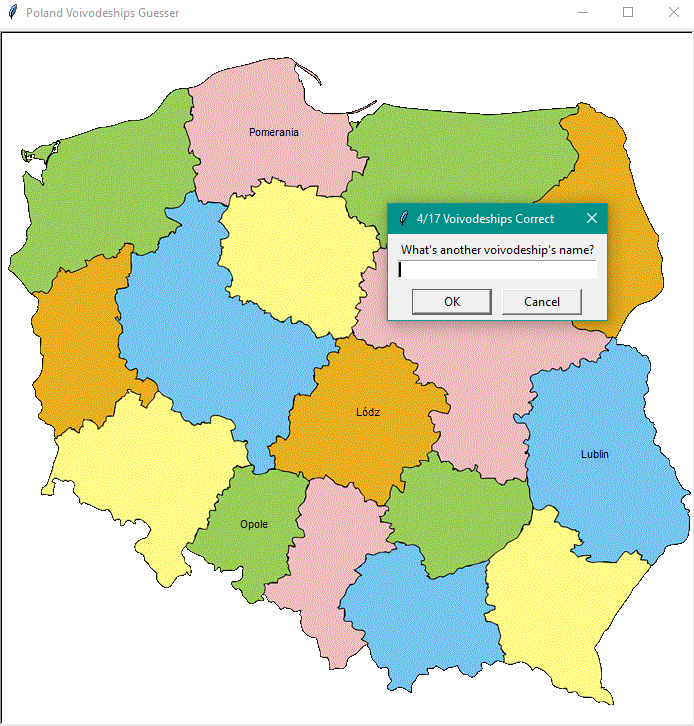 Poland Voivodeships Guesser
Pomerania
4/17 Voivodeships Correct
What's another voivodeship's name?
OK
Cancel
Lódz
Lublin
Opole